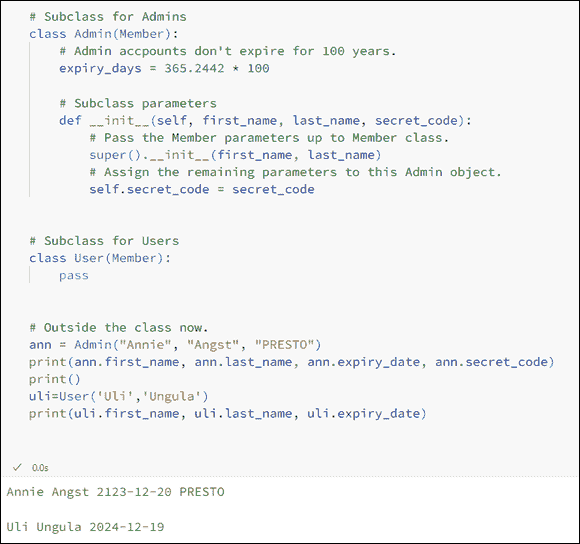 # Subclass for Admins
class Admin(Member):
    # Admin accpounts don't expire for 100 years.
    expiry_days = 365.2442 * 100

    # Subclass parameters
    def __init__(self, first_name, last_name, secret_code):
        # Pass the Member parameters up to Member class.
        super().__init__(first_name, last_name)
        # Assign the remaining parameters to this Admin object.
        self.secret_code = secret_code


# Subclass for Users
class User(Member):
    pass


# Outside the class now.
ann = Admin("Annie", "Angst", "PRESTO")
print(ann.first_name, ann.last_name, ann.expiry_date, ann.secret_code)
print()
uli=User('Uli','Ungula')
print(uli.first_name, uli.last_name, uli.expiry_date)

✓ 0.0s
Annie Angst 2123-12-20 PRESTO

Uli Ungula 2024-12-19